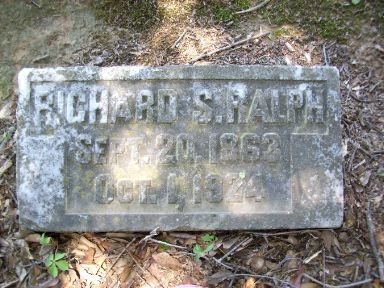 RICHARD S. RALPH
SEPT. 20, 1863
OCT. 1, 1924